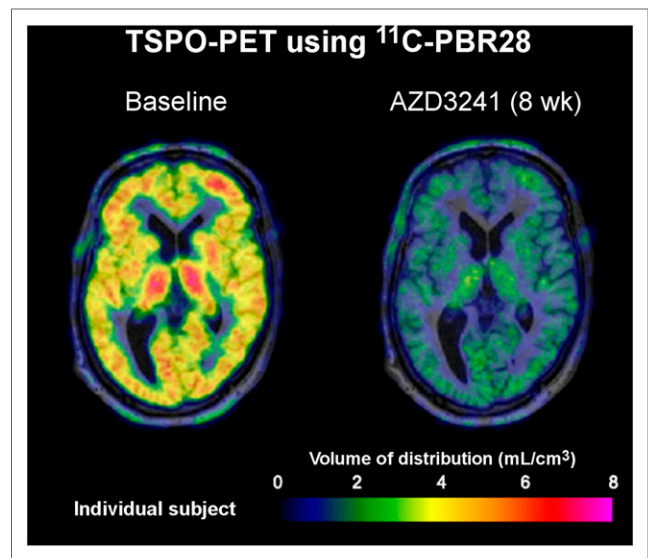 TSPO-PET using ¹¹C-PBR28
Baseline AZD3241 (8 wk)
Volume of distribution (mL/cm³)
0 2 4 6 8
Individual subject